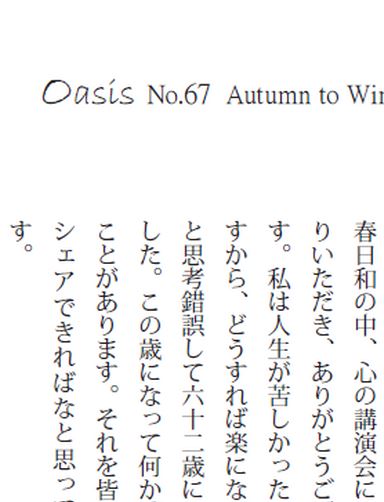 Oasis No.67 Autumn to Win
春日和の中、心の講演会に
りいただき、ありがとうご
す。私は人生が苦しかった
すから、どうすれば楽にな
と思考錯誤して六十二歳に
した。この歳になって何か
ことがあります。それを皆
シェアできればなと思っ
す。